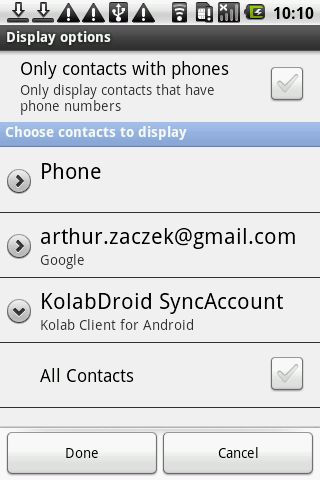 10:10
Display options
Only contacts with phones
Only display contacts that have
phone numbers
Choose contacts to display
Phone
arthur.zaczek@gmail.com
Google
KolabDroid SyncAccount
Kolab Client for Android
All Contacts
Done
Cancel